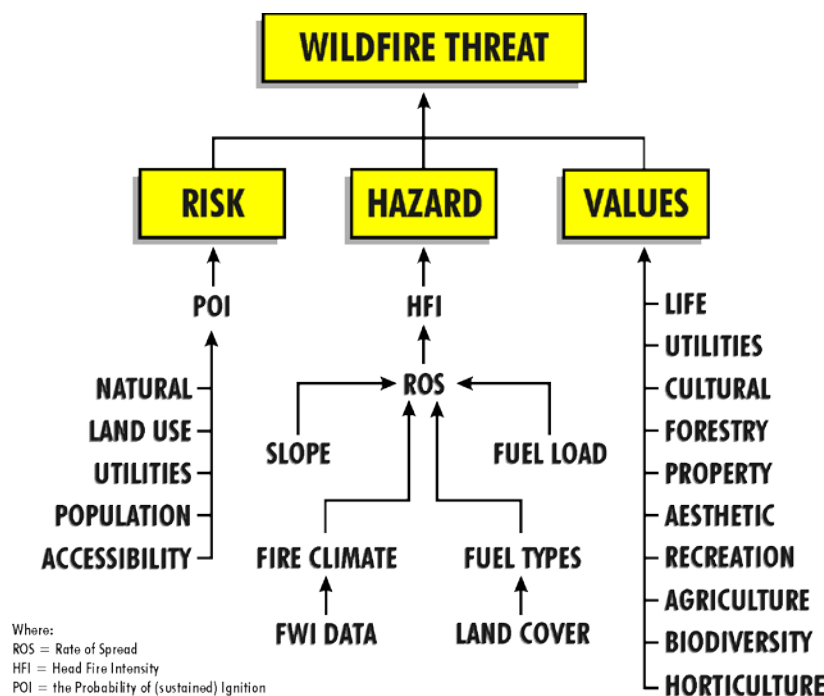 WILDFIRE THREAT
RISK
HAZARD
VALUES
POI
NATURAL
LAND USE
UTILITIES
POPULATION
ACCESSIBILITY
HFI
ROS
SLOPE
FUEL LOAD
FIRE CLIMATE
FUEL TYPES
FWI DATA
LAND COVER
LIFE
UTILITIES
CULTURAL
FORESTRY
PROPERTY
AESTHETIC
RECREATION
AGRICULTURE
BIODIVERSITY
HORTICULTURE
Where:
ROS = Rate of Spread
HFI = Head Fire Intensity
POI = the Probability of (sustained) Ignition